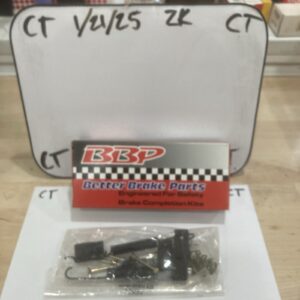 CT 1/21/25 ZK CT
CT CT
BBP
Better Brake Parts
Engineered For Safety
Brake Completion Kits
CT CT